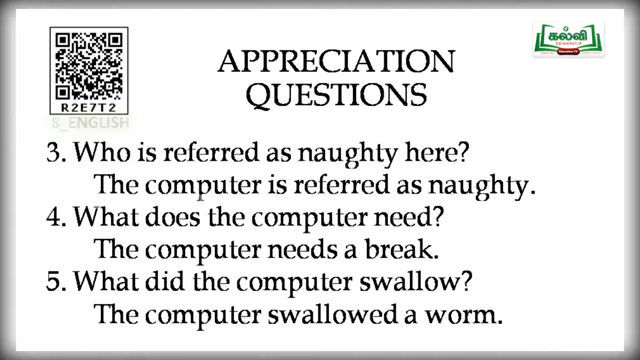 கல்வி
R2E7T2
8_ENGLISH
APPRECIATION
QUESTIONS
3. Who is referred as naughty here?
The computer is referred as naughty.
4. What does the computer need?
The computer needs a break.
5. What did the computer swallow?
The computer swallowed a worm.